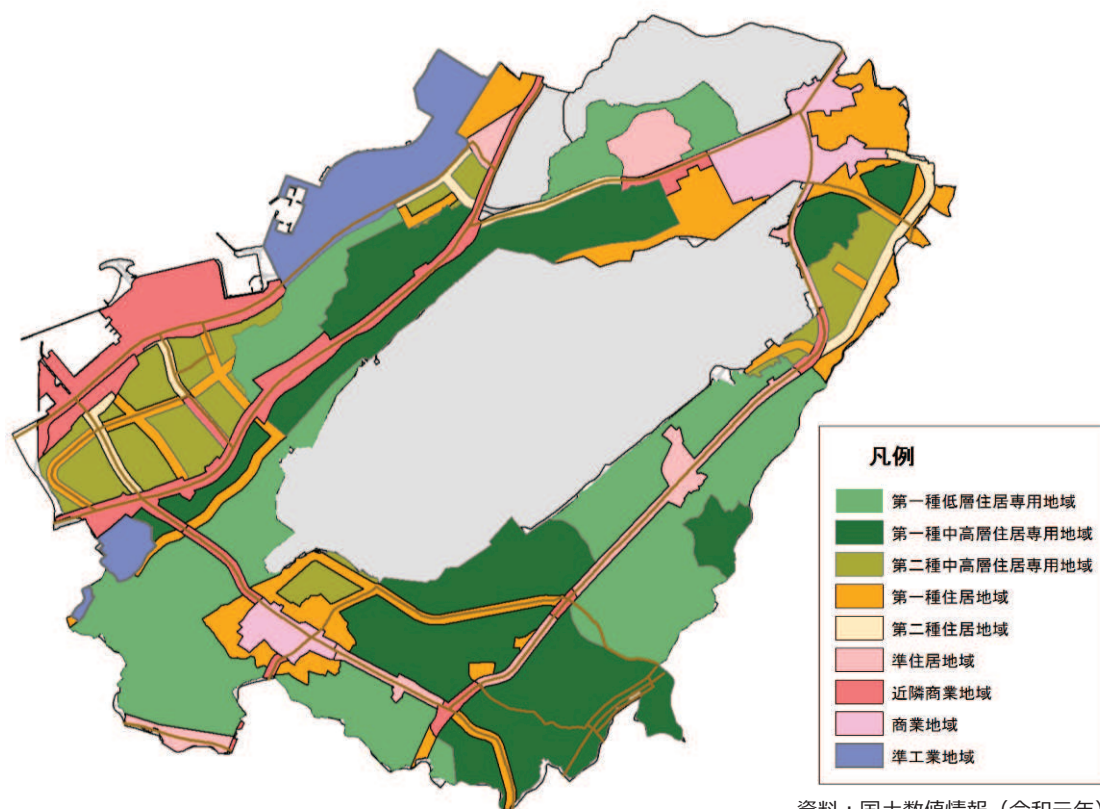 凡例
第一種低層住居専用地域
第一種中高層住居専用地域
第二種中高層住居専用地域
第一種住居地域
第二種住居地域
準住居地域
近隣商業地域
商業地域
準工業地域
資料：国土数値情報（令和元年）